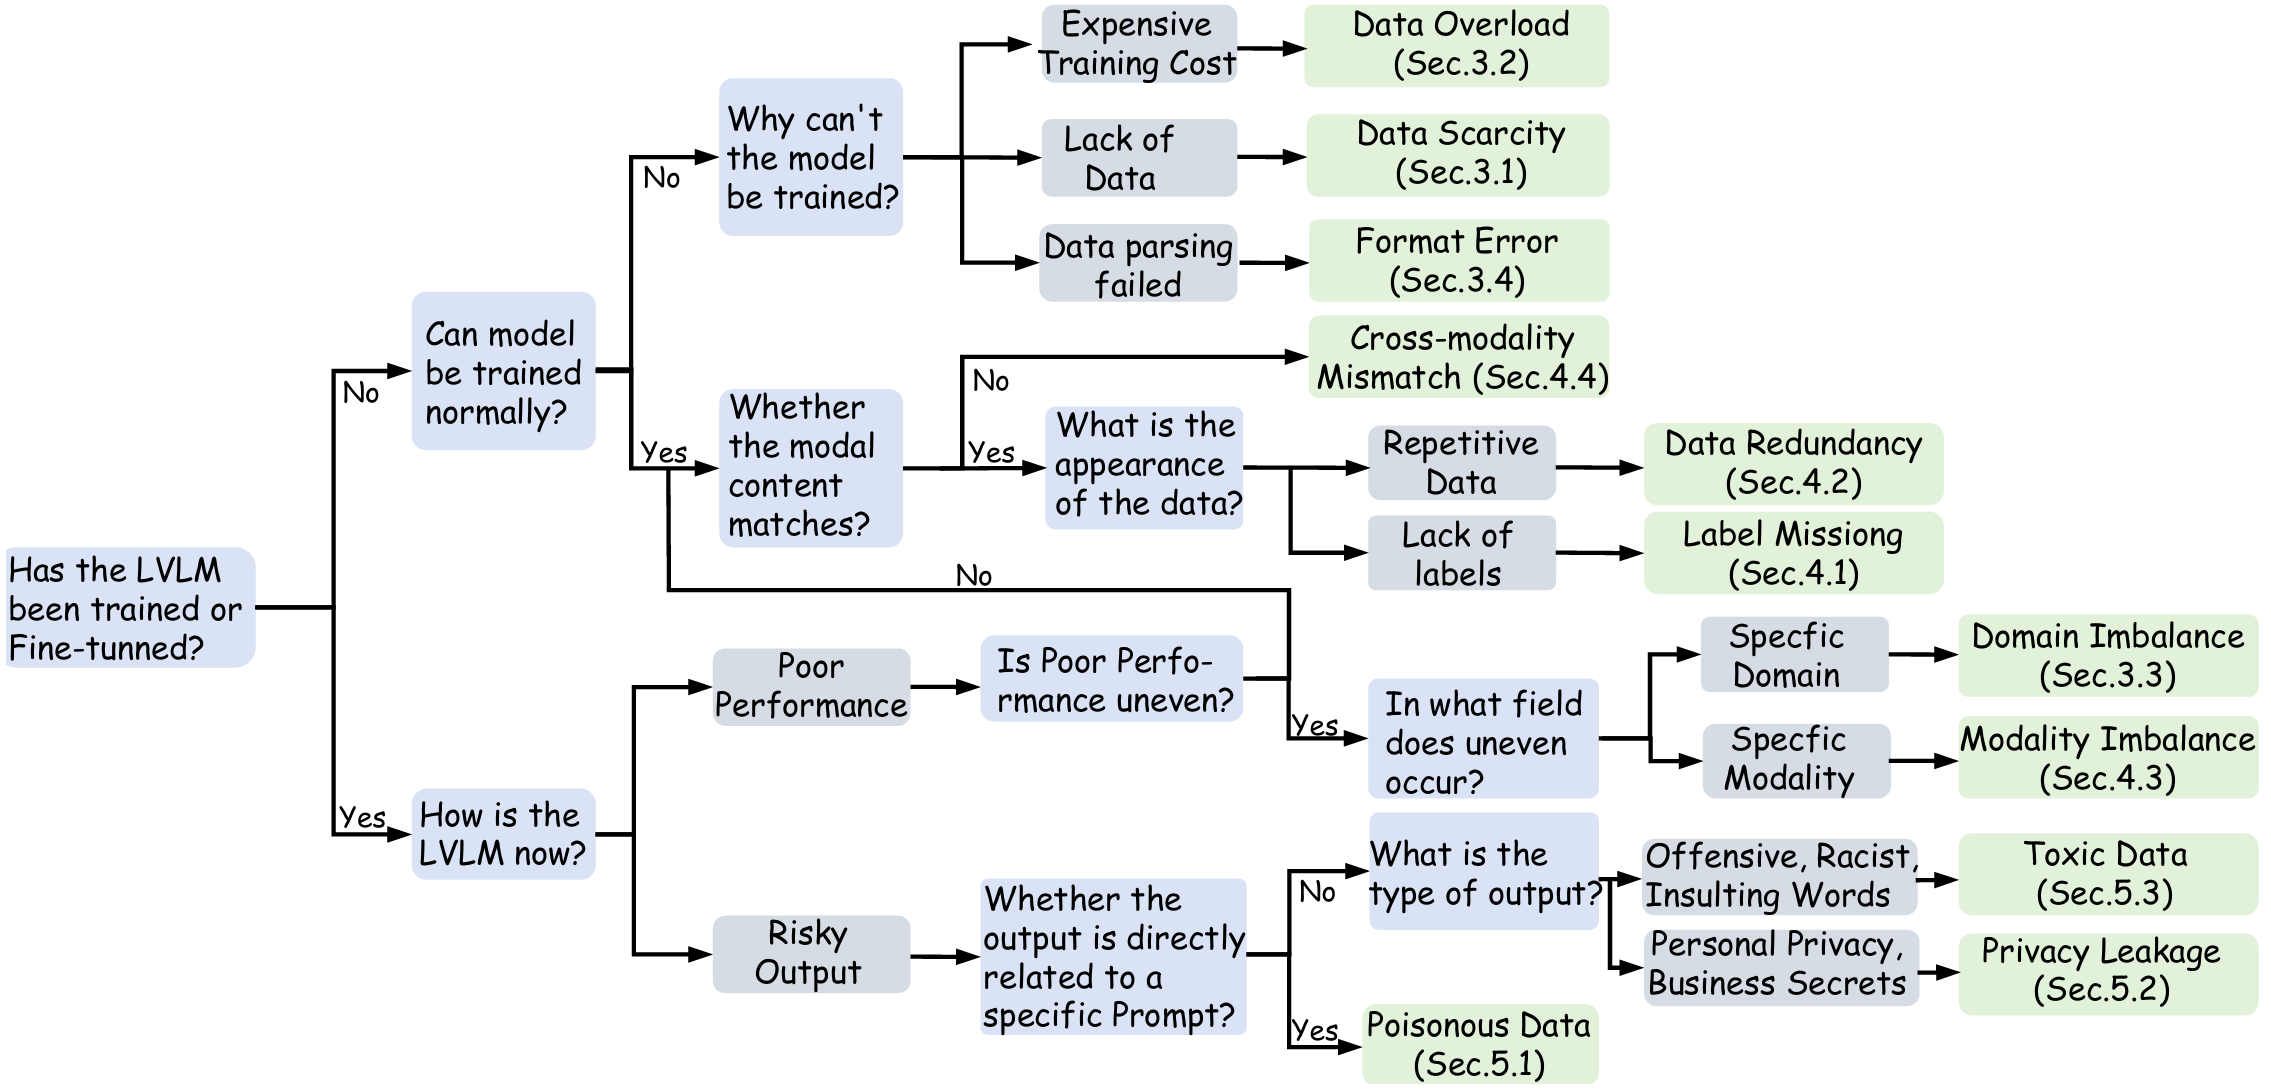 Expensive
Training Cost
Data Overload
(Sec.3.2)
Why can't
the model
be trained?
No
Lack of
Data
Data Scarcity
(Sec.3.1)
Data parsing
failed
Format Error
(Sec.3.4)
Can model
be trained
normally?
No
Cross-modality
Mismatch (Sec.4.4)
No
Whether
the modal
content
matches?
Yes
Yes
What is the
appearance
of the data?
Repetitive
Data
Data Redundancy
(Sec.4.2)
Lack of
labels
Label Missiong
(Sec.4.1)
Has the LVLM
been trained or
Fine-tunned?
No
Poor
Performance
Is Poor Perfo-
rmance uneven?
Yes
In what field
does uneven
occur?
Specfic
Domain
Domain Imbalance
(Sec.3.3)
Specfic
Modality
Modality Imbalance
(Sec.4.3)
Yes
How is the
LVLM now?
Risky
Output
Whether the
output is directly
related to a
specific Prompt?
No
What is the
type of output?
Offensive, Racist,
Insulting Words
Toxic Data
(Sec.5.3)
Personal Privacy,
Business Secrets
Privacy Leakage
(Sec.5.2)
Yes
Poisonous Data
(Sec.5.1)